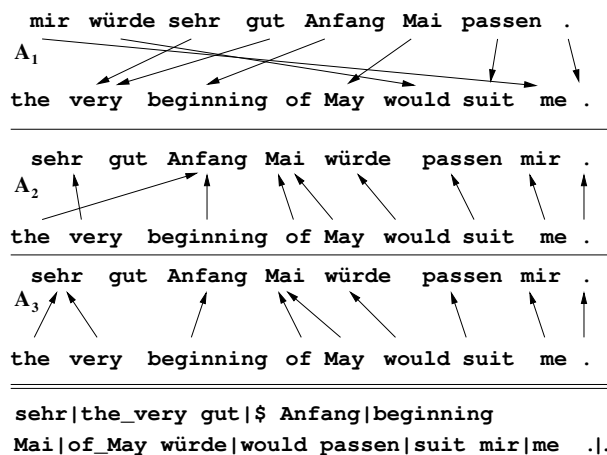 mir würde sehr gut Anfang Mai passen .
A1
the very beginning of May would suit me .
sehr gut Anfang Mai würde passen mir .
A2
the very beginning of May would suit me .
sehr gut Anfang Mai würde passen mir .
A3
the very beginning of May would suit me .
sehr|the_very gut|$ Anfang|beginning
Mai|of_May würde|would passen|suit mir|me .|.